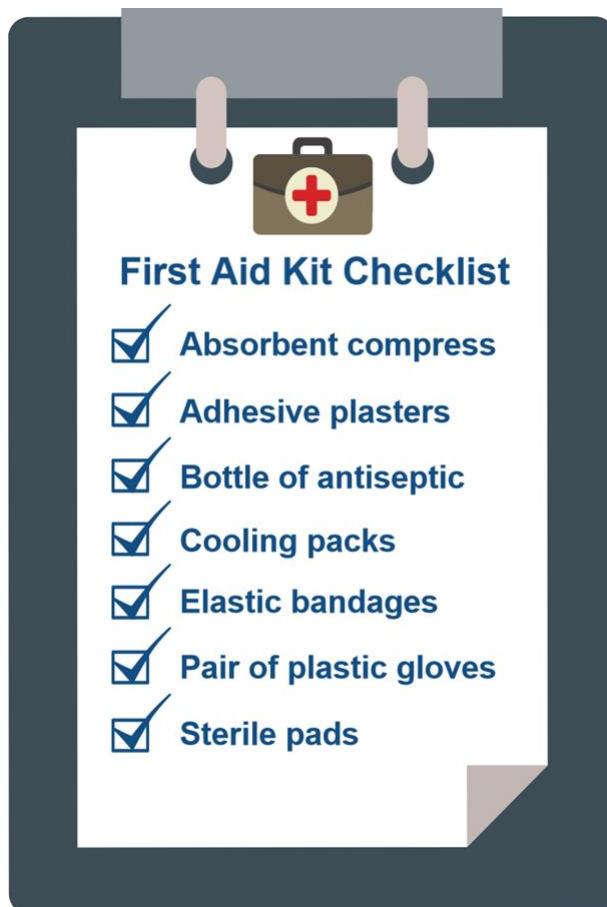 First Aid Kit Checklist
Absorbent compress
Adhesive plasters
Bottle of antiseptic
Cooling packs
Elastic bandages
Pair of plastic gloves
Sterile pads